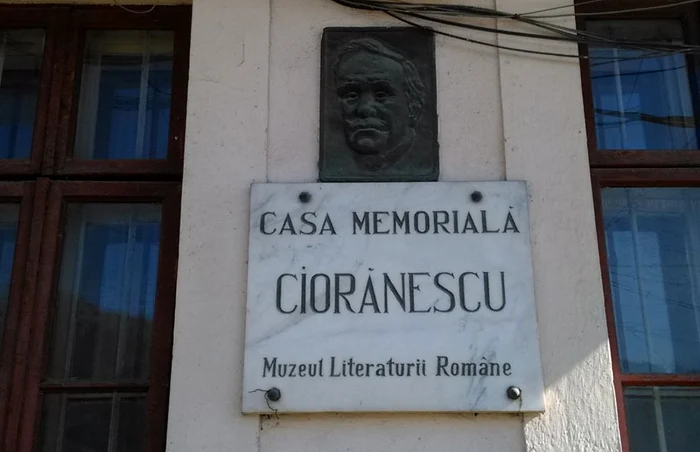 CASA MEMORIALĂ
CIORĂNESCU
Muzeul Literaturii Române